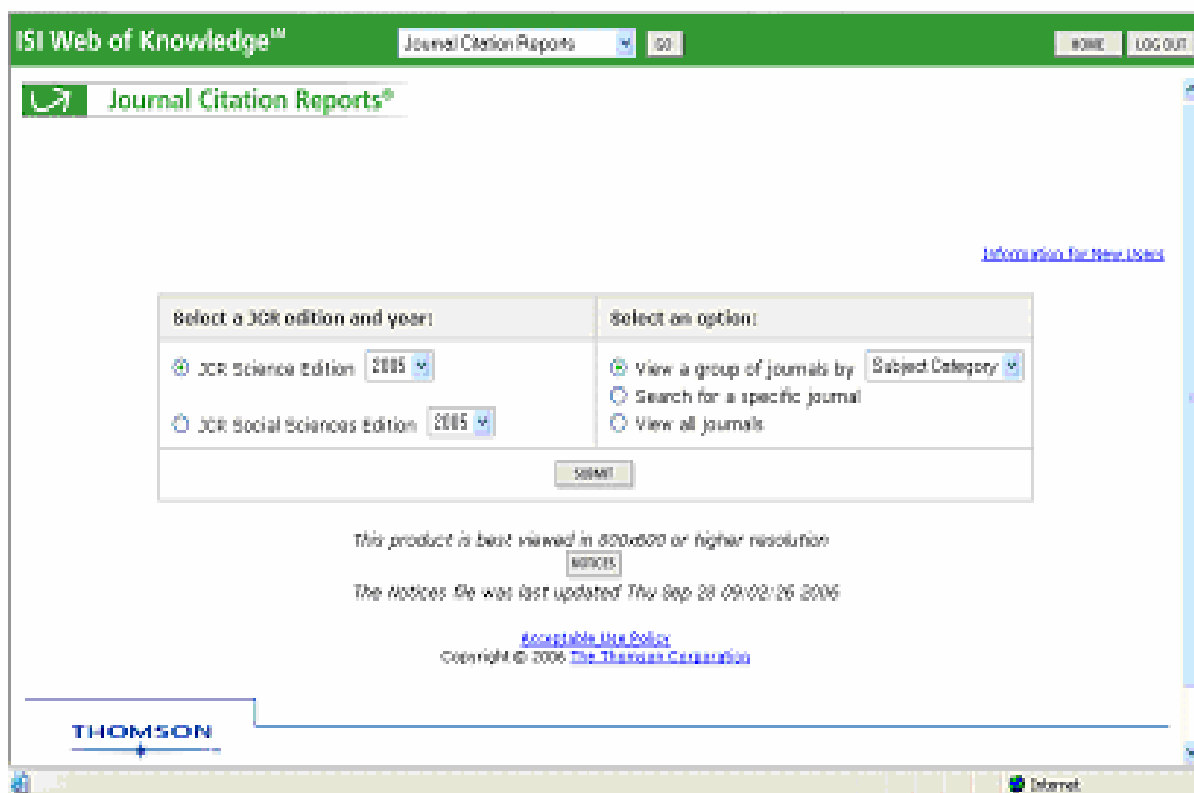 ISI Web of Knowledge℠ Journal Citation Reports GO HOME LOG OUT
Journal Citation Reports®
Information for New Users
Select a JCR edition and year: Select an option:
JCR Science Edition 2005 View a group of journals by Subject Category
Search for a specific journal
JCR Social Sciences Edition 2005 View all journals
SUBMIT
This product is best viewed in 800x600 or higher resolution
NOTICES
The Notices file was last updated Thu Sep 28 09:02:26 2006
Acceptable Use Policy
Copyright © 2006 The Thomson Corporation
THOMSON
Internet